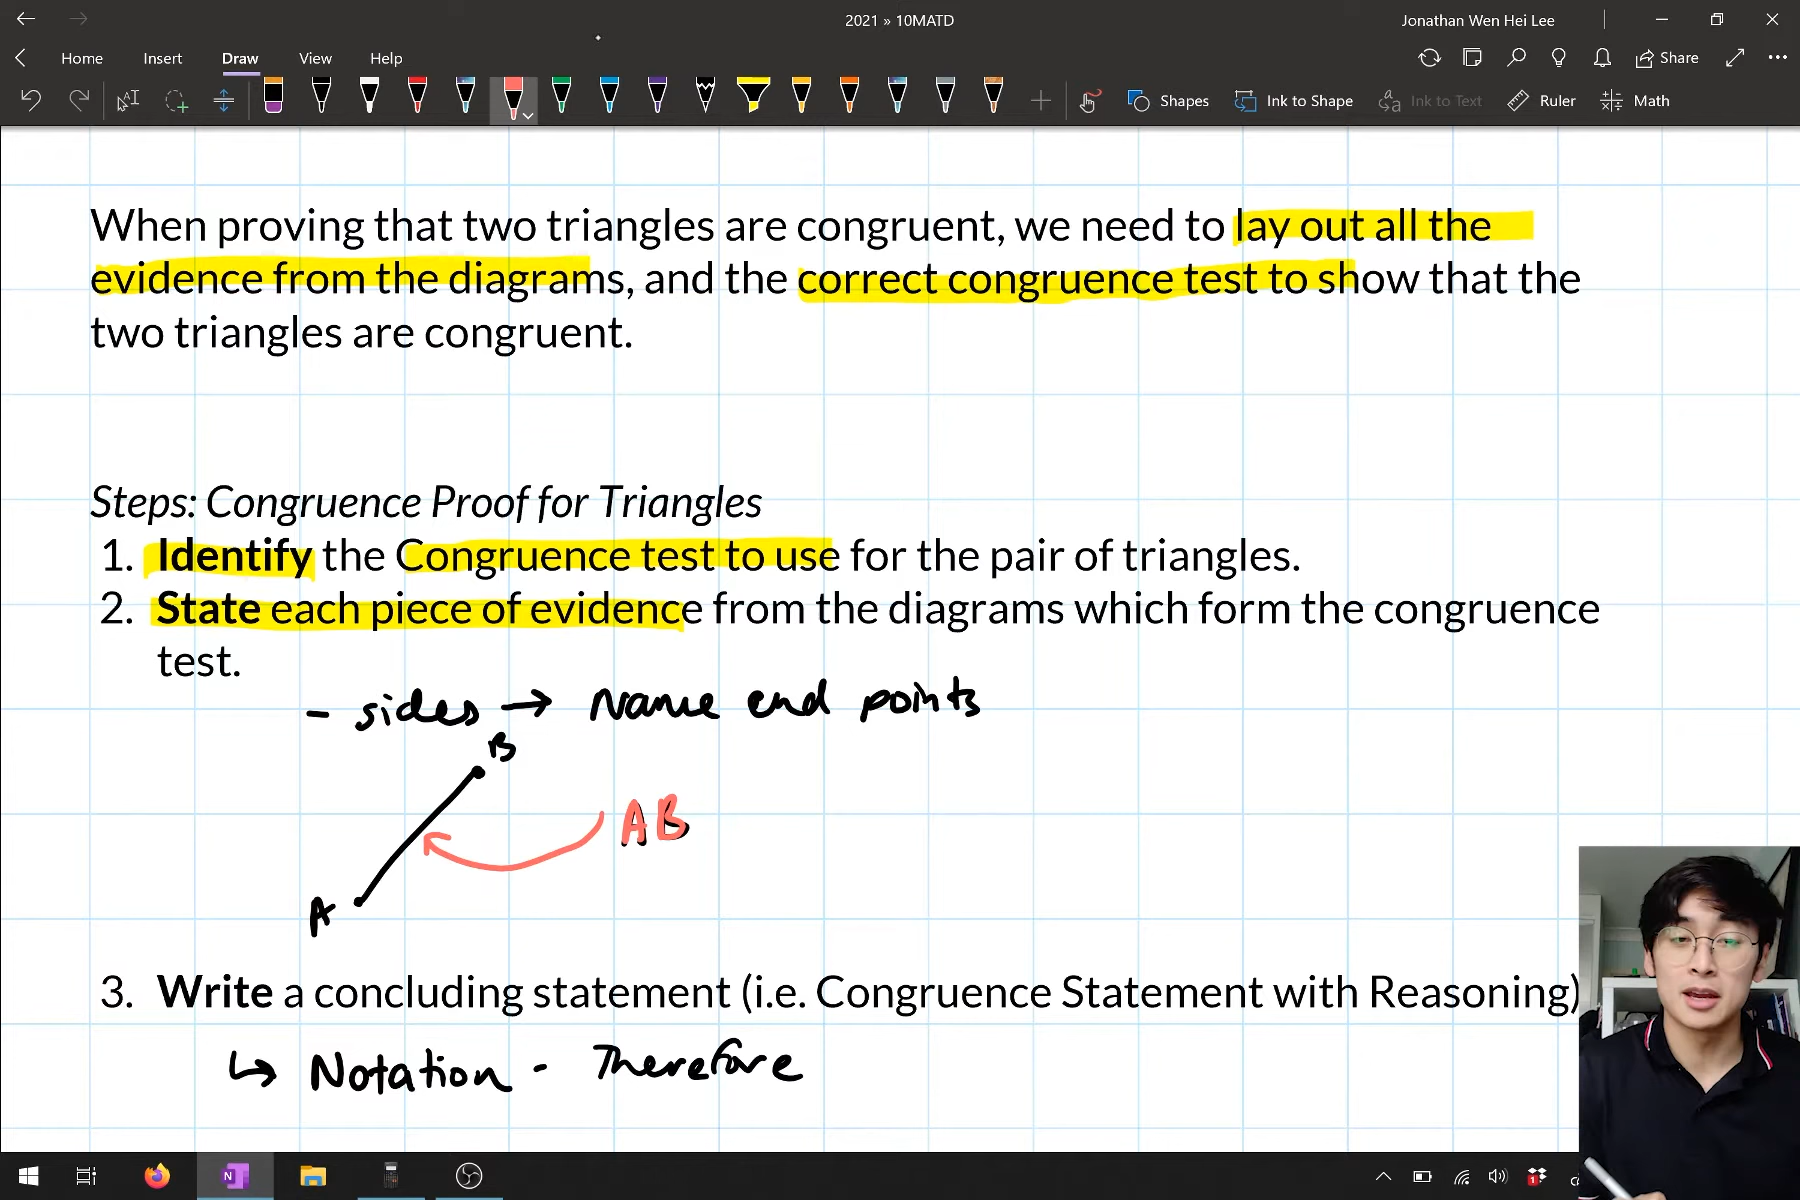 2021 » 10MATD
Jonathan Wen Hei Lee
Home Insert Draw View Help
Share
Shapes Ink to Shape Ink to Text Ruler Math
When proving that two triangles are congruent, we need to lay out all the
evidence from the diagrams, and the correct congruence test to show that the
two triangles are congruent.
Steps: Congruence Proof for Triangles
1. Identify the Congruence test to use for the pair of triangles.
2. State each piece of evidence from the diagrams which form the congruence
test.
- sides → Name end points
B
AB
A
3. Write a concluding statement (i.e. Congruence Statement with Reasoning)
↳ Notation - Therefore